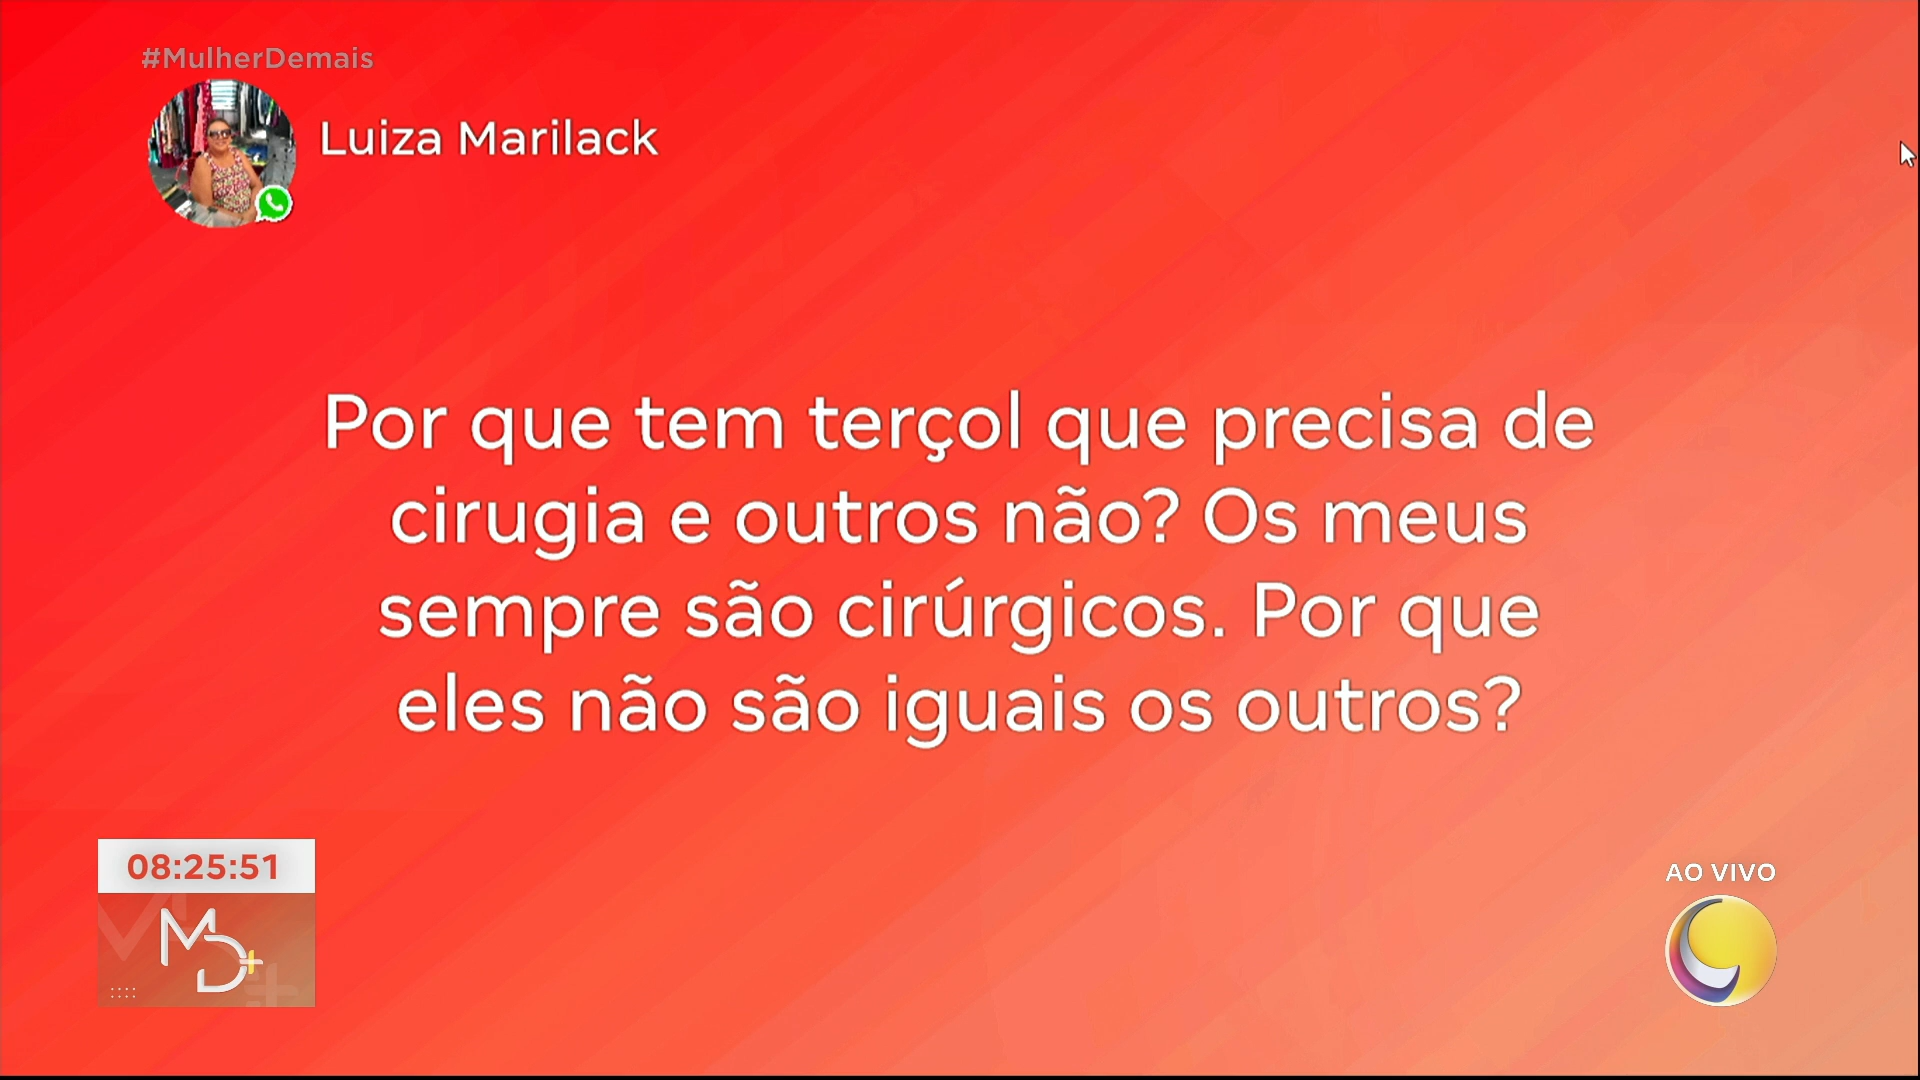 #MulherDemais
Luiza Marilack
Por que tem terçol que precisa de
cirugia e outros não? Os meus
sempre são cirúrgicos. Por que
eles não são iguais os outros?
08:25:51
MD+
AO VIVO